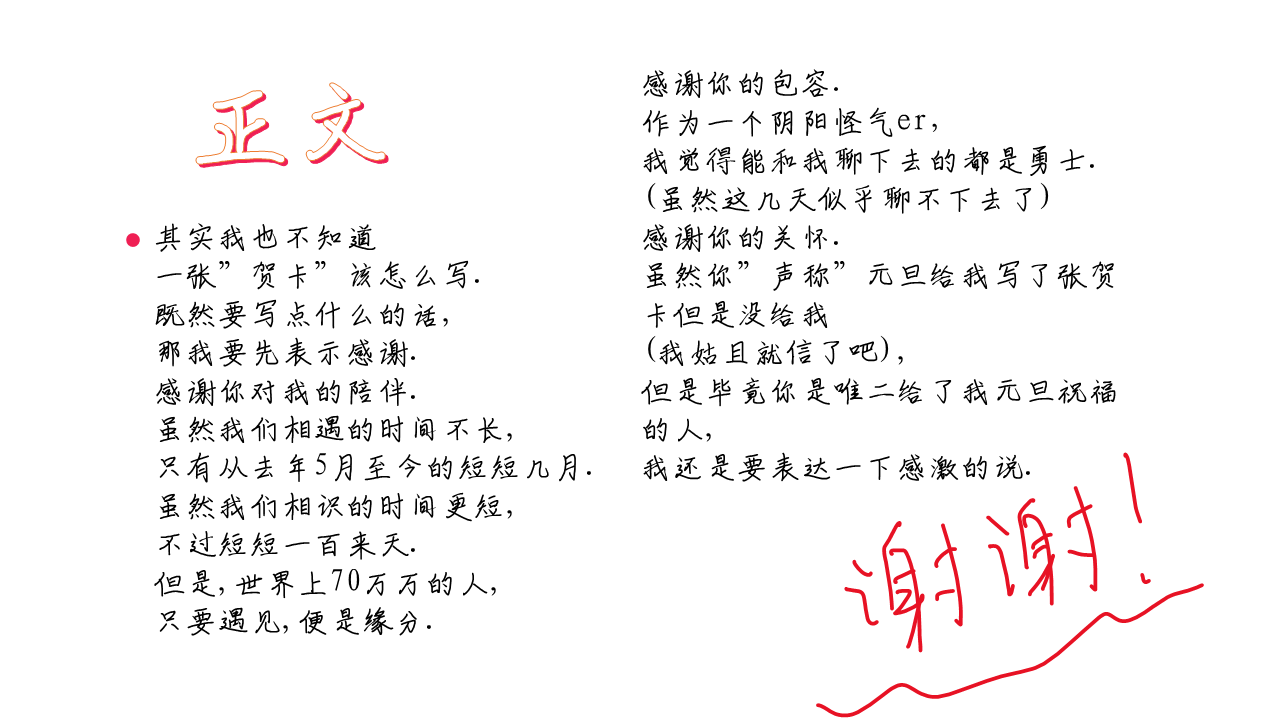 正文
其实我也不知道
一张”贺卡”该怎么写.
既然要写点什么的话,
那我要先表示感谢.
感谢你对我的陪伴.
虽然我们相遇的时间不长,
只有从去年5月至今的短短几月.
虽然我们相识的时间更短,
不过短短一百来天.
但是,世界上70万万的人,
只要遇见,便是缘分.
感谢你的包容.
作为一个阴阳怪气er,
我觉得能和我聊下去的都是勇士.
(虽然这几天似乎聊不下去了)
感谢你的关怀.
虽然你”声称”元旦给我写了张贺
卡但是没给我
(我姑且就信了吧),
但是毕竟你是唯二给了我元旦祝福
的人,
我还是要表达一下感激的说.
谢谢!